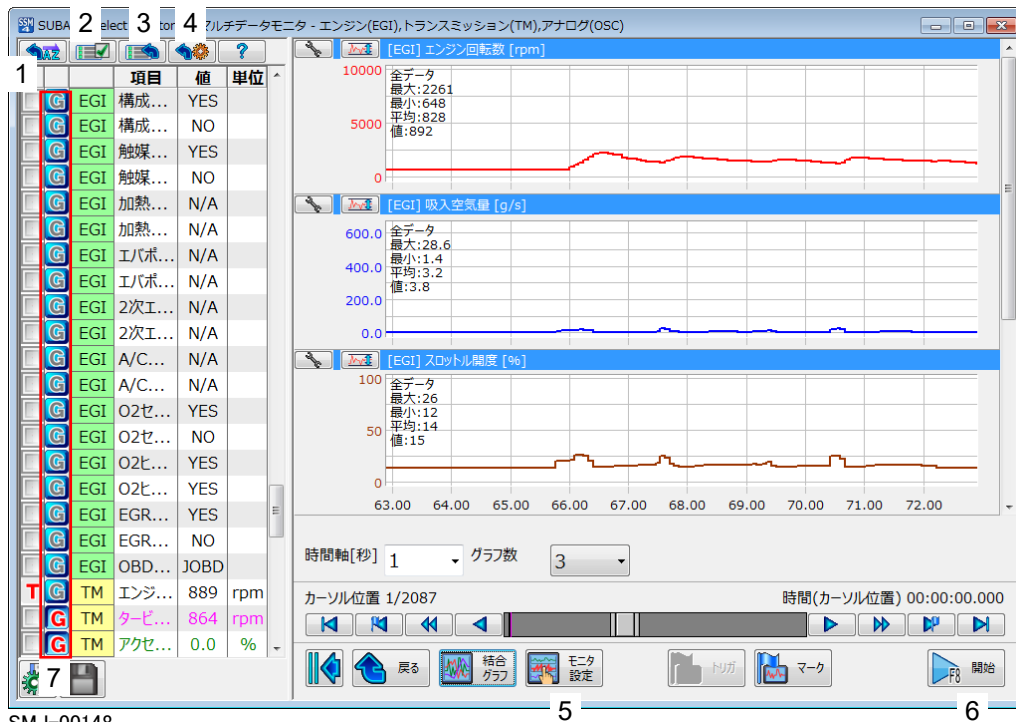 SUBA
elect
tor
ルチデータモニタ - エンジン(EGI),トランスミッション(TM),アナログ(OSC)
1
2
3
4
AZ
?
項目 値 単位
G EGI 構成... YES
G EGI 構成... NO
G EGI 触媒... YES
G EGI 触媒... NO
G EGI 加熱... N/A
G EGI 加熱... N/A
G EGI エバポ... N/A
G EGI エバポ... N/A
G EGI 2次エ... N/A
G EGI 2次エ... N/A
G EGI A/C... N/A
G EGI A/C... N/A
G EGI O2セ... YES
G EGI O2セ... NO
G EGI O2ヒ... YES
G EGI O2ヒ... YES
G EGI EGR... YES
G EGI EGR... NO
G EGI OBD... JOBD
T G TM エンジ... 889 rpm
G TM タービ... 864 rpm
G TM アクセ... 0.0 %
7
[EGI] エンジン回転数 [rpm]
10000
5000
0
全データ
最大:2261
最小:648
平均:828
値:892
[EGI] 吸入空気量 [g/s]
600.0
400.0
200.0
0.0
全データ
最大:28.6
最小:1.4
平均:3.2
値:3.8
[EGI] スロットル開度 [%]
100
50
0
全データ
最大:26
最小:12
平均:14
値:15
63.00 64.00 65.00 66.00 67.00 68.00 69.00 70.00 71.00 72.00
時間軸[秒] 1 グラフ数 3
カーソル位置 1/2087 時間(カーソル位置) 00:00:00.000
戻る
結合
グラフ
モニタ
設定
トリガ
マーク
F8 開始
5
6